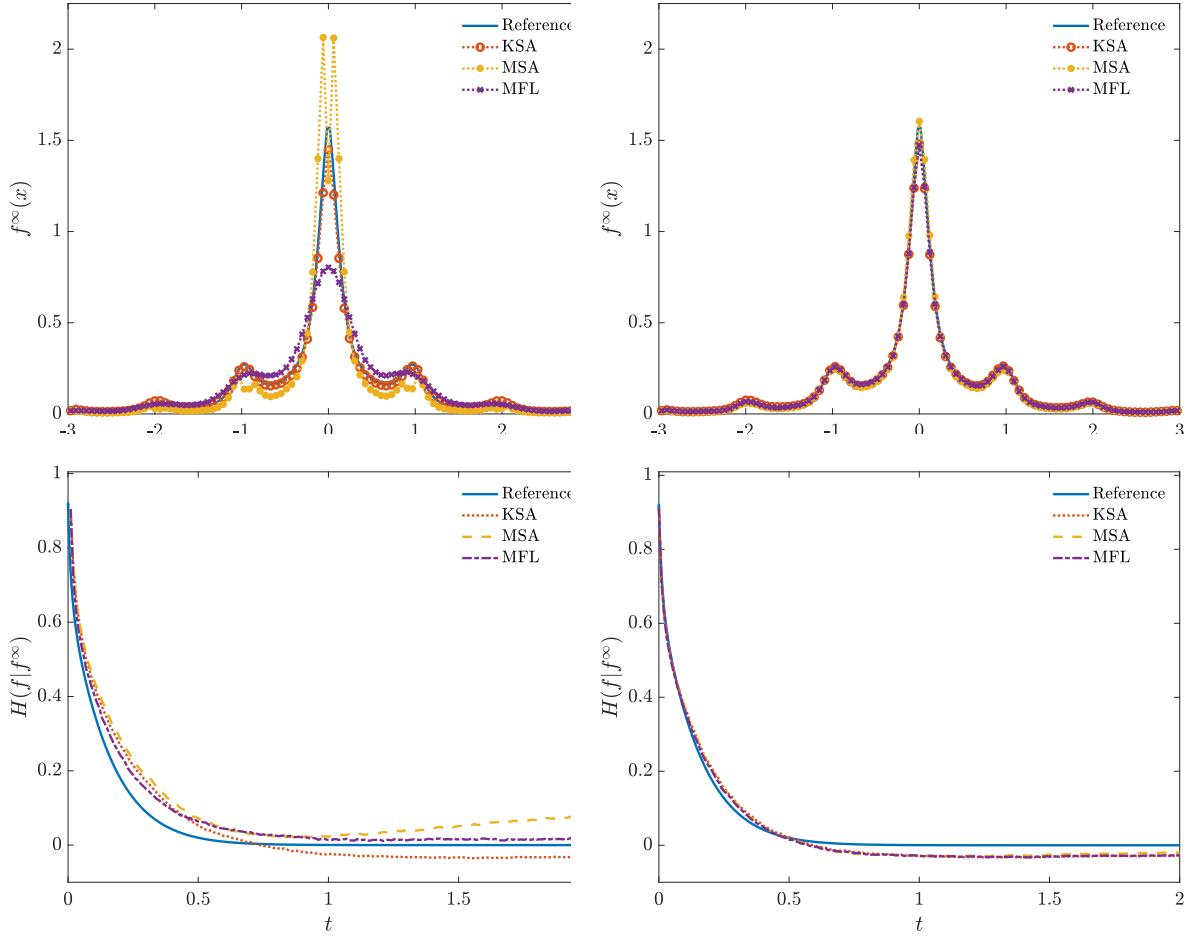 Reference
KSA
MSA
MFL
2
1.5
1
0.5
0
-3
-2
-1
0
1
2
f^∞(x)
Reference
KSA
MSA
MFL
2
1.5
1
0.5
0
-3
-2
-1
0
1
2
3
f^∞(x)
Reference
KSA
MSA
MFL
1
0.8
0.6
0.4
0.2
0
0
0.5
1
1.5
H(f|f^∞)
t
Reference
KSA
MSA
MFL
1
0.8
0.6
0.4
0.2
0
0
0.5
1
1.5
2
H(f|f^∞)
t